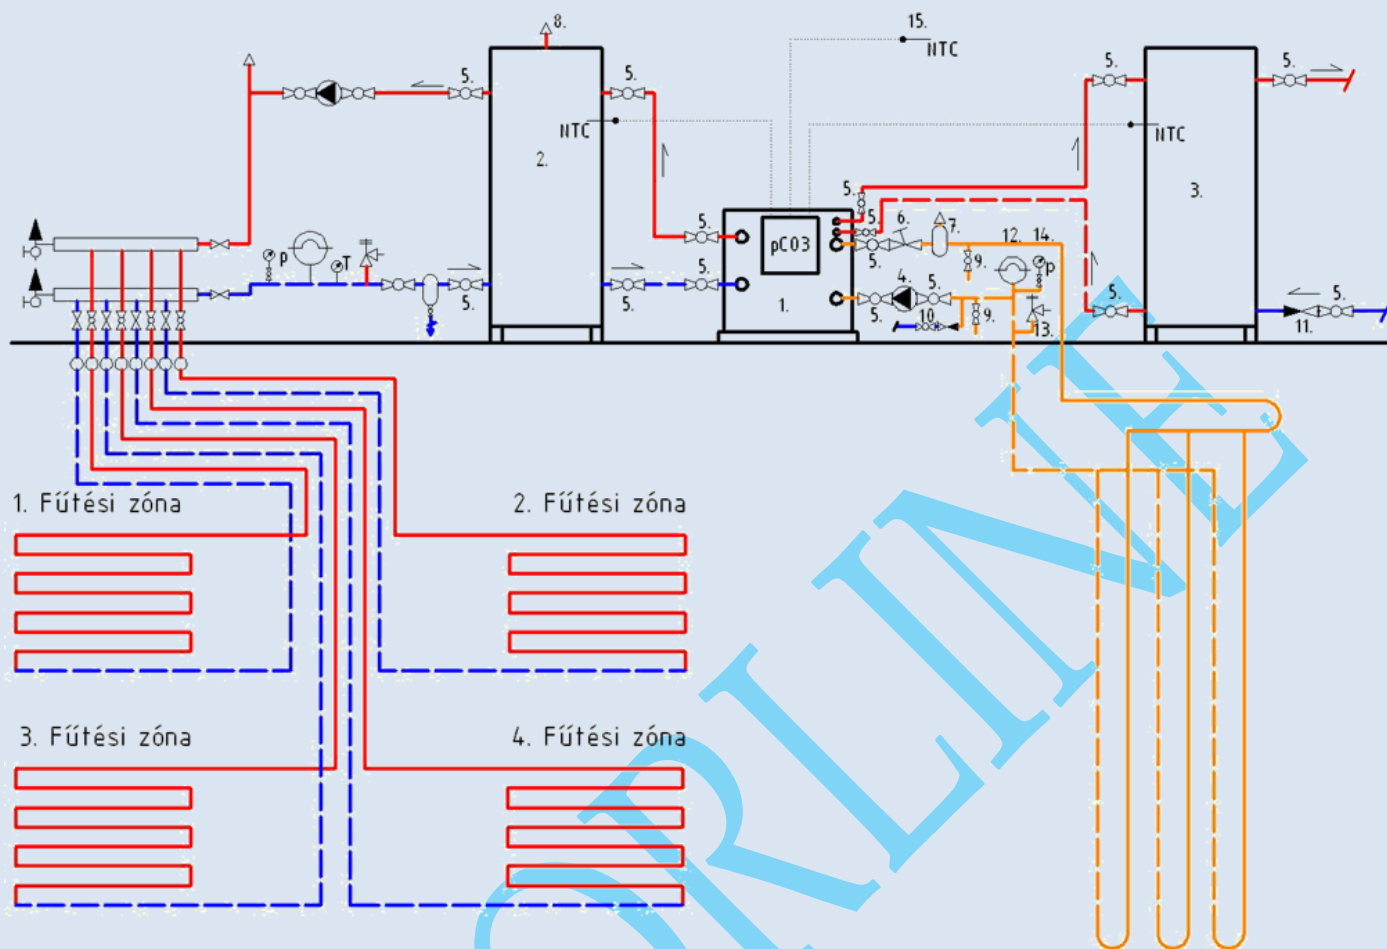 8.
15.
NTC
5.
5.
5.
5.
NTC
NTC
2.
3.
5.
5.
6.
7.
5.
pCO3
12.
14.
P
T
P
5.
9.
4.
5.
5.
5.
5.
5.
5.
5.
1.
10.
9.
13.
11.
1. Fűtési zóna
2. Fűtési zóna
3. Fűtési zóna
4. Fűtési zóna
ORLINE